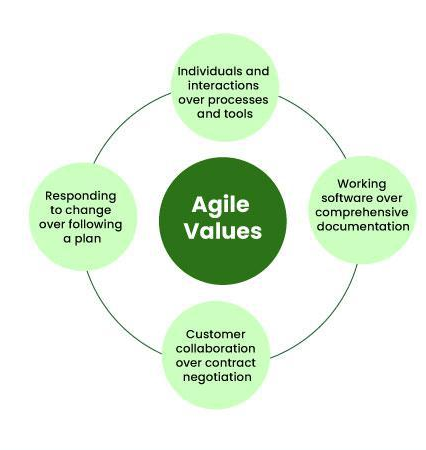 Individuals and
interactions
over processes
and tools
Working
software over
comprehensive
documentation
Customer
collaboration
over contract
negotiation
Responding
to change
over following
a plan
Agile
Values